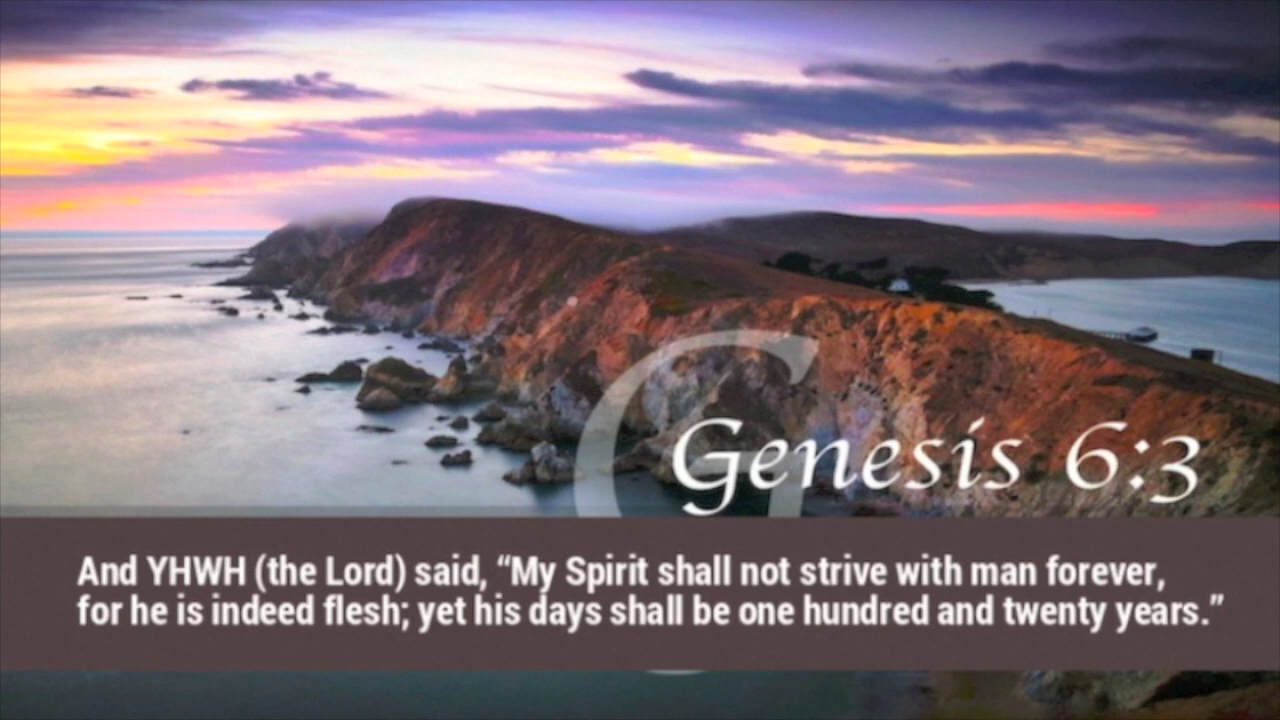 G
Genesis 6:3
And YHWH (the Lord) said, “My Spirit shall not strive with man forever,
for he is indeed flesh; yet his days shall be one hundred and twenty years.”